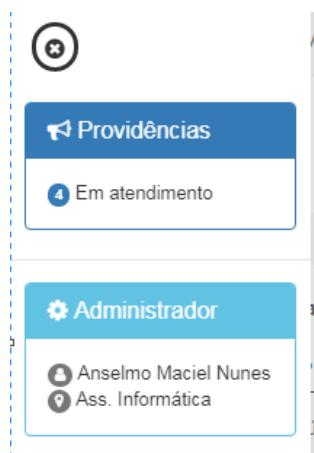 Providências
4 Em atendimento
Administrador
Anselmo Maciel Nunes
Ass. Informática